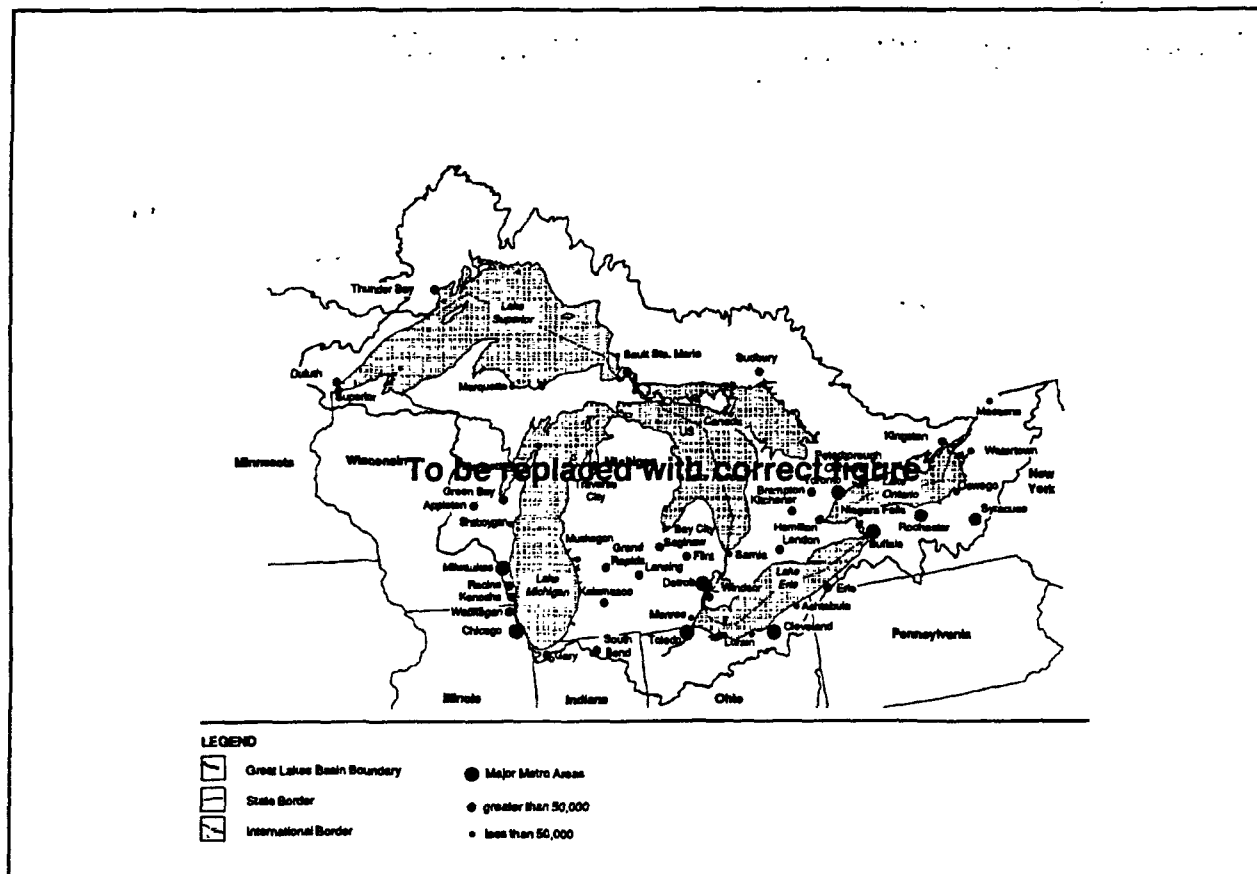 Thunder Bay
Lake
Superior
Sault Ste. Marie
Sudbury
Duluth
Superior
Marquette
Canada
US
Massena
Kingston
Watertown
Minnesota
Wisconsin
To be replaced with correct figure
Peterborough
New
York
City
Toronto
Lake
Ontario
Oswego
Green Bay
Appleton
Brampton
Kitchener
Sheboygan
Bay City
Saginaw
Hamilton
Niagara Falls
Rochester
Syracuse
Muskegon
Grand
Rapids
Flint
Sarnia
London
Buffalo
Milwaukee
Lansing
Racine
Lake
Michigan
Detroit
Windsor
Lake
Erie
Erie
Kenosha
Kalamazoo
Waukegan
Monroe
Ashtabula
Chicago
Toledo
Lorain
Cleveland
Pennsylvania
Gary
South
Bend
Illinois
Indiana
Ohio
LEGEND
Great Lakes Basin Boundary
Major Metro Areas
State Border
greater than 50,000
International Border
less than 50,000